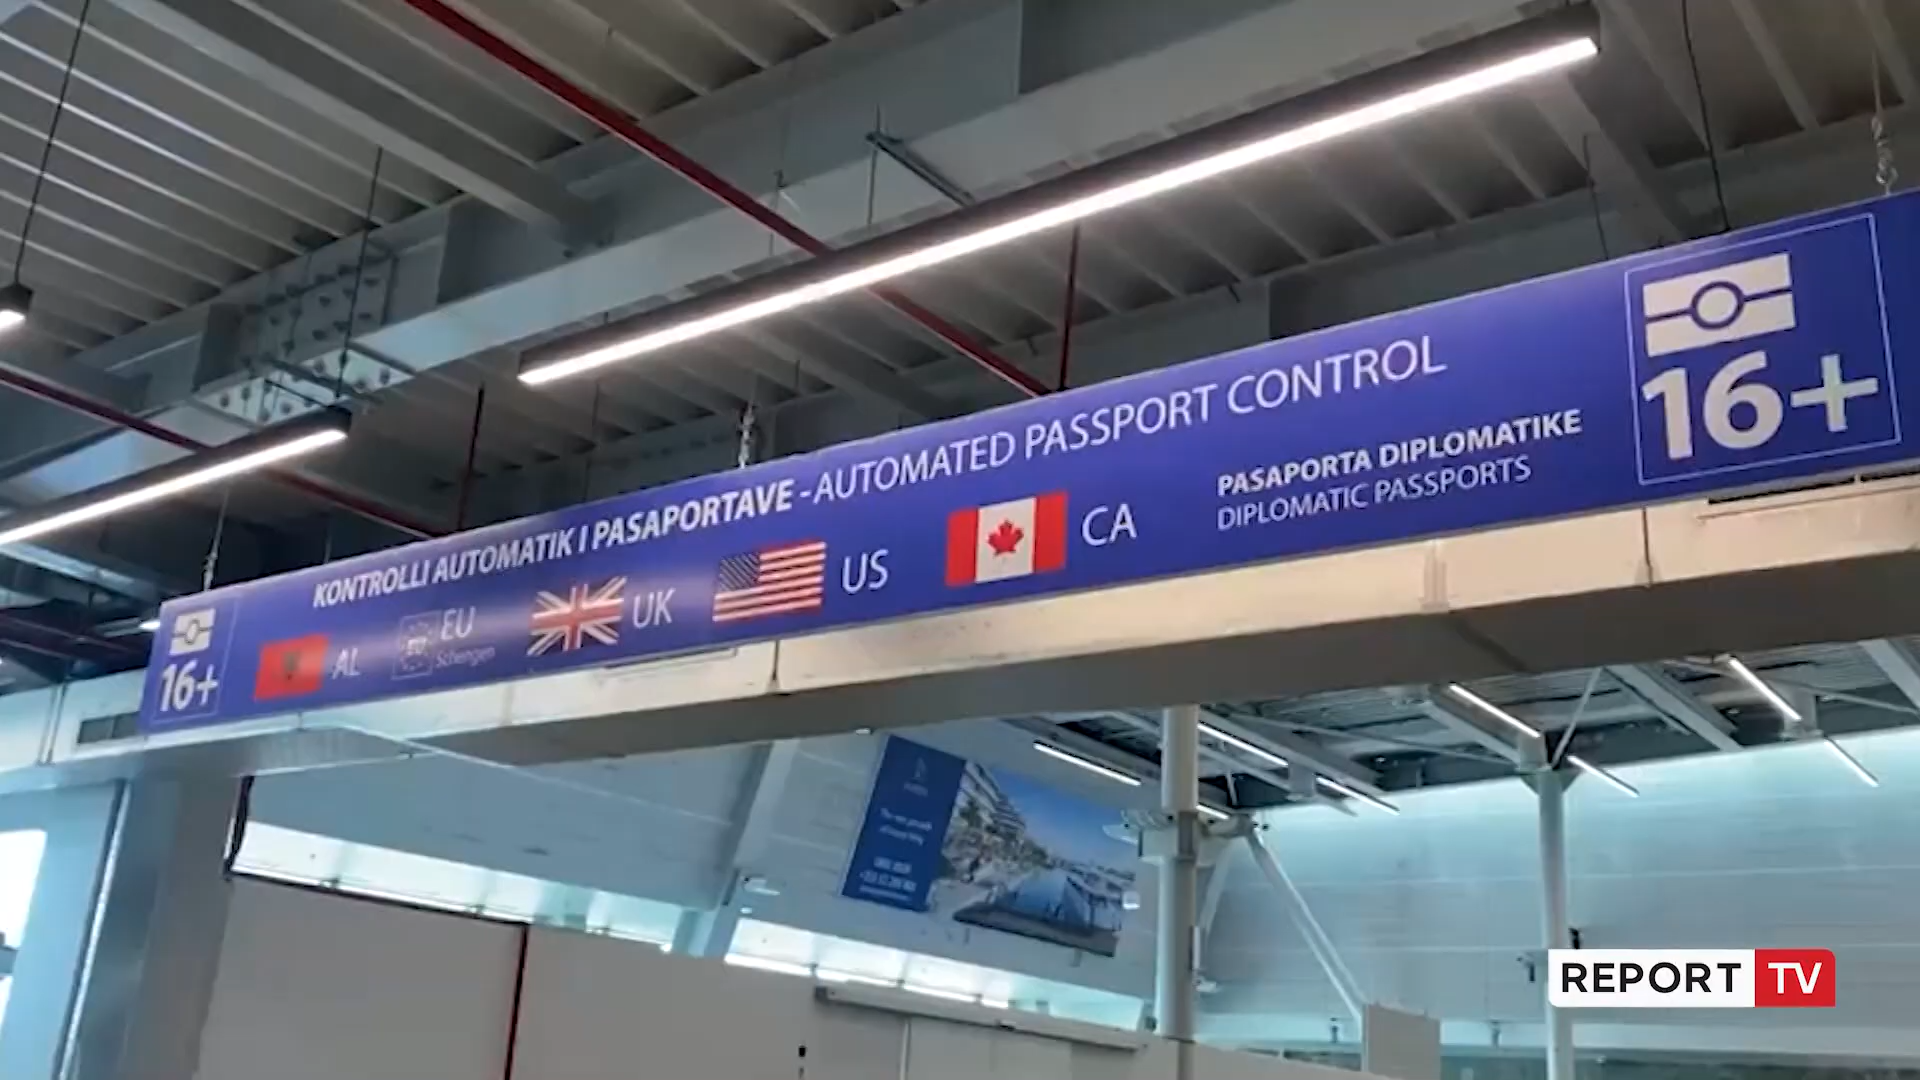 KONTROLLI AUTOMATIK I PASAPORTAVE - AUTOMATED PASSPORT CONTROL
16+
AL
EU
EU
Schengen
UK
US
CA
PASAPORTA DIPLOMATIKE
DIPLOMATIC PASSPORTS
16+
REPORT TV